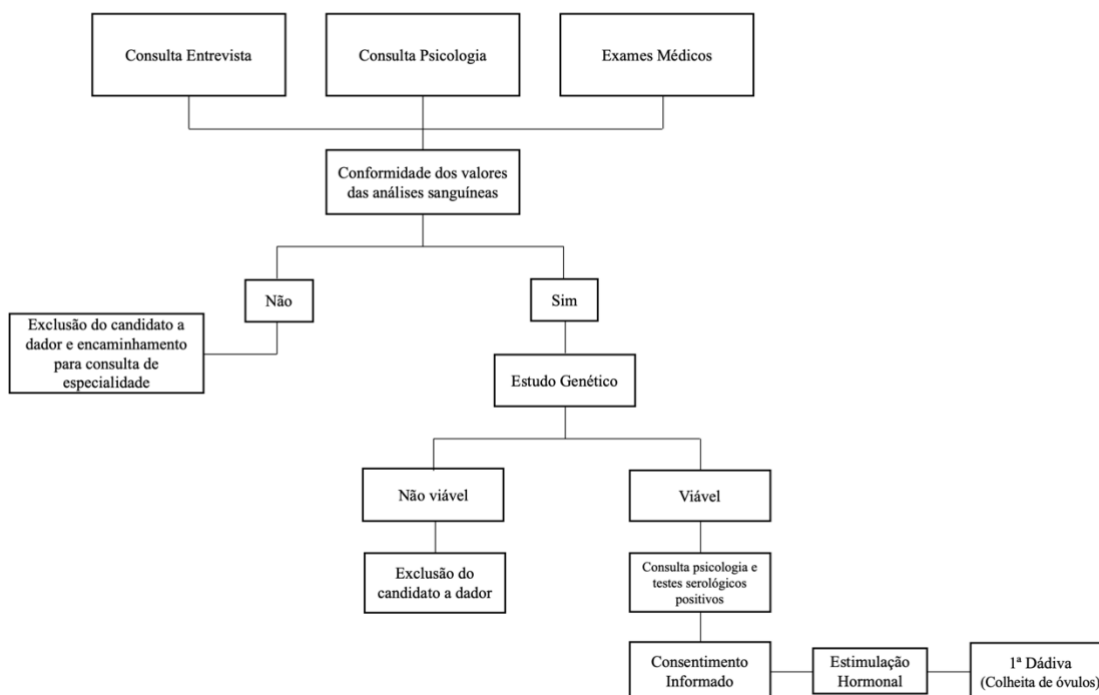 Consulta Entrevista
Consulta Psicologia
Exames Médicos
Conformidade dos valores
das análises sanguíneas
Não
Sim
Exclusão do candidato a
dador e encaminhamento
para consulta de
especialidade
Estudo Genético
Não viável
Viável
Exclusão do
candidato a dador
Consulta psicologia e
testes serológicos
positivos
Consentimento
Informado
Estimulação
Hormonal
1ª Dádiva
(Colheita de óvulos)